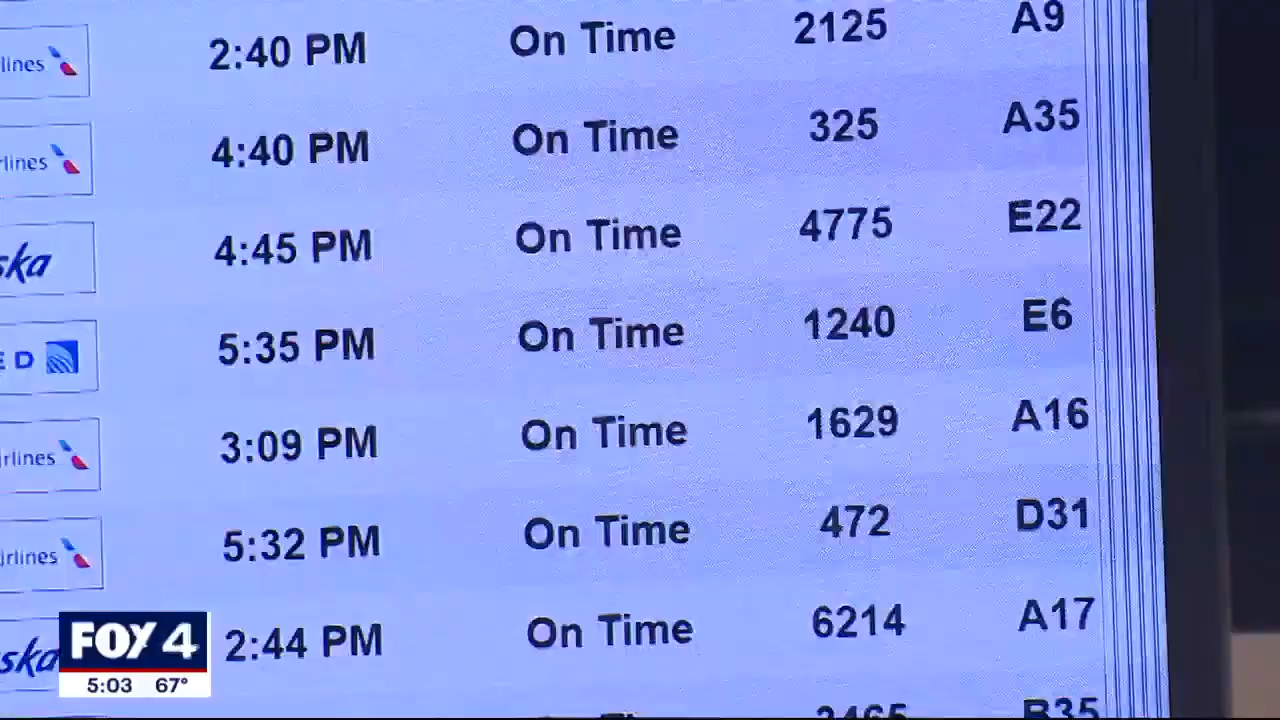 lines 2:40 PM On Time 2125 A9
rlines 4:40 PM On Time 325 A35
ska 4:45 PM On Time 4775 E22
ED 5:35 PM On Time 1240 E6
rlines 3:09 PM On Time 1629 A16
irlines 5:32 PM On Time 472 D31
ska 2:44 PM On Time 6214 A17
B35
FOX 4
5:03 67°